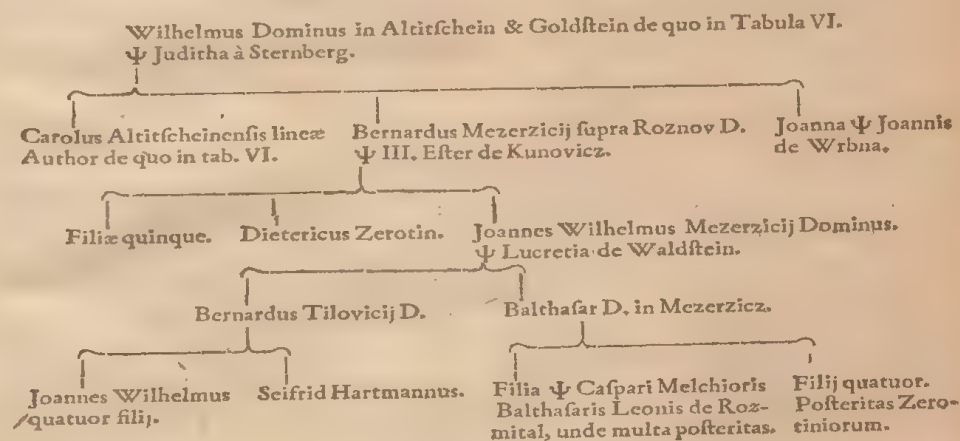 Wilhelmus Dominus in Altitſchein & Goldſtein de quo in Tabula VI.
Ψ Juditha à Sternberg.
Carolus Altitſcheinenſis lineæ
Author de quo in tab. VI.
Bernardus Mezerzicij ſupra Roznov D.
Ψ III. Eſter de Kunovicz.
Joanna Ψ Joannis
de Wrbna.
Filiæ quinque.
Dietericus Zerotin.
Joannes Wilhelmus Mezerzicij Dominus.
Ψ Lucretia de Waldſtein.
Bernardus Tilovicij D.
Balthaſar D. in Mezerzicz.
Joannes Wilhelmus
quatuor filij.
Seifrid Hartmannus.
Filia Ψ Caſpari Melchioris
Balthaſaris Leonis de Roz-
mital, unde multa poſteritas.
Filij quatuor.
Poſteritas Zero-
tiniorum.